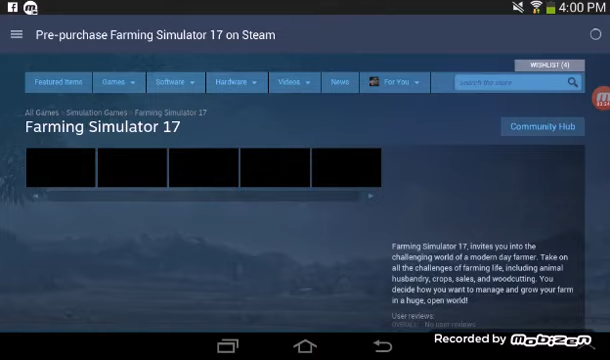 4:00 PM
Pre-purchase Farming Simulator 17 on Steam
WISHLIST (4)
Featured Items Games Software Hardware Videos News For You search the store
All Games > Simulation Games > Farming Simulator 17
Farming Simulator 17
Community Hub
Farming Simulator 17, invites you into the
challenging world of a modern day farmer. Take on
all the challenges of farming life, including animal
husbandry, crops, sales, and woodcutting. You
decide how you want to manage and grow your farm
in a huge, open world!
User reviews:
OVERALL: No user reviews
Recorded by Mobizen